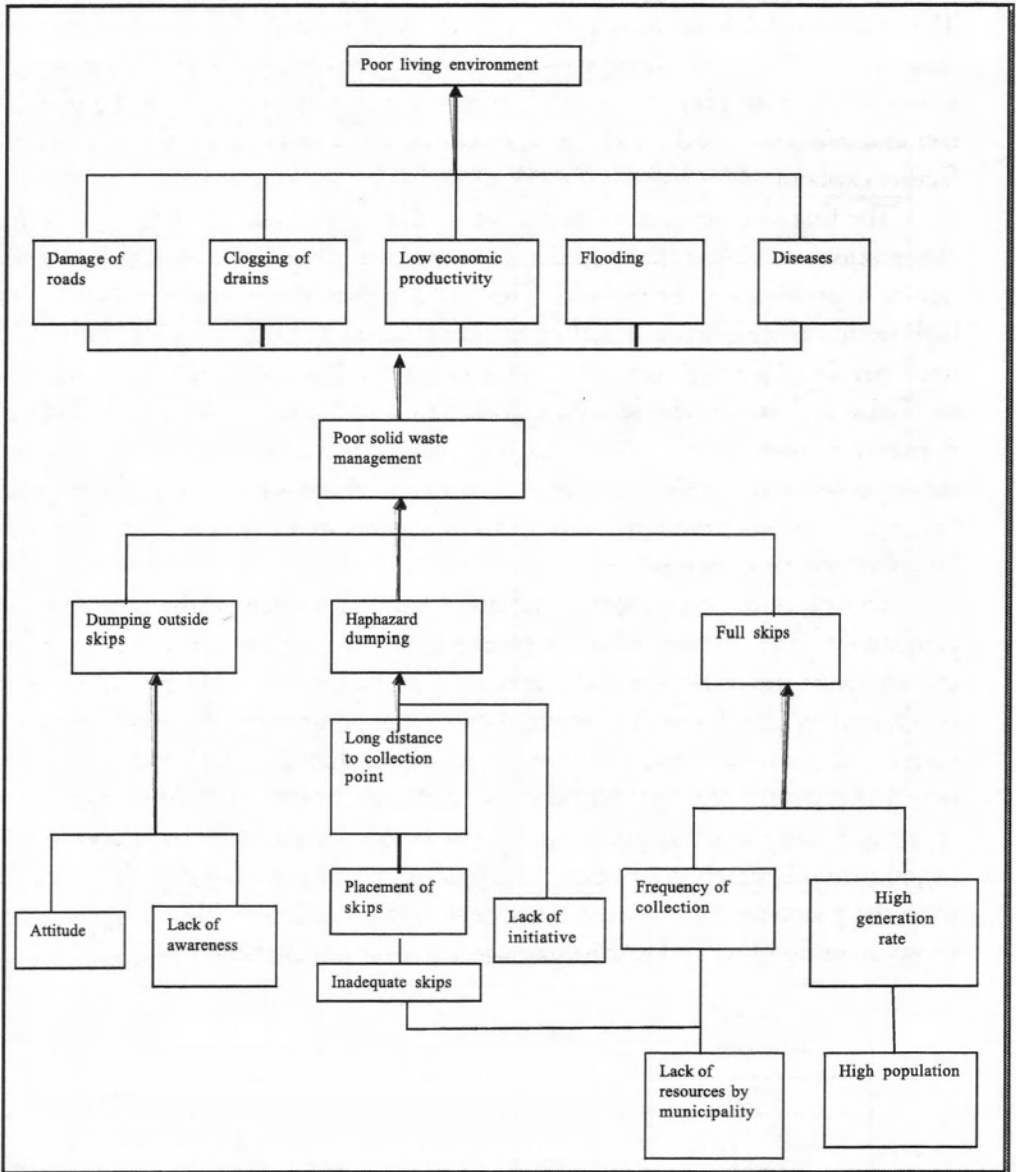 Poor living environment
Damage of
roads
Clogging of
drains
Low economic
productivity
Flooding
Diseases
Poor solid waste
management
Dumping outside
skips
Haphazard
dumping
Full skips
Long distance
to collection
point
Attitude
Lack of
awareness
Placement of
skips
Lack of
initiative
Frequency of
collection
High
generation
rate
Inadequate skips
Lack of
resources by
municipality
High population